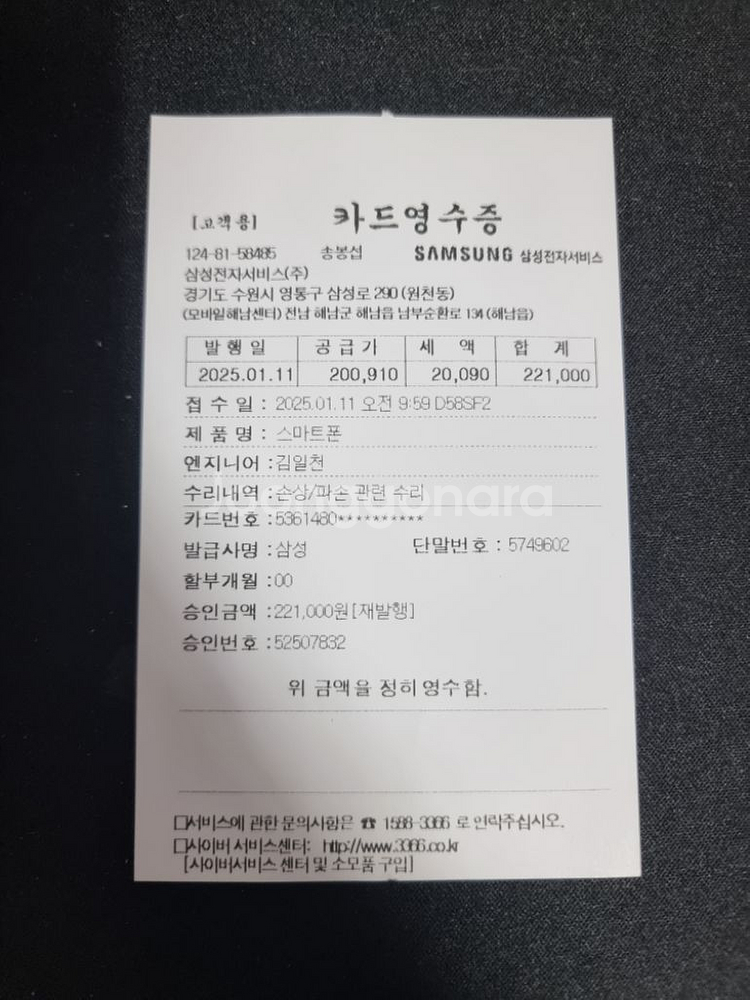 [고객용] 카드영수증
124-81-58485 송봉섭 SAMSUNG 삼성전자서비스
삼성전자서비스(주)
경기도 수원시 영통구 삼성로 290 (원천동)
(모바일해남센터) 전남 해남군 해남읍 남부순환로 134 (해남읍)
발행일 공급가 세 액 합 계
2025.01.11 200,910 20,090 221,000
접 수 일 : 2025.01.11 오전 9:59 D58SF2
제 품 명 : 스마트폰
엔지니어 :김일천
수리내역 :손상/파손 관련 수리
Joonggonara
카드번호 :5361480**********
발급사명 :삼성 단말번호 : 5749602
할부개월 :00
승인금액 :221,000원[재발행]
승인번호 :52507832
위 금액을 정히 영수함.
□서비스에 관한 문의사항은 ☎ 1588-3366 로 연락주십시오.
□사이버 서비스센터: http://www.3366.co.kr
[사이버서비스 센터 및 소모품 구입]